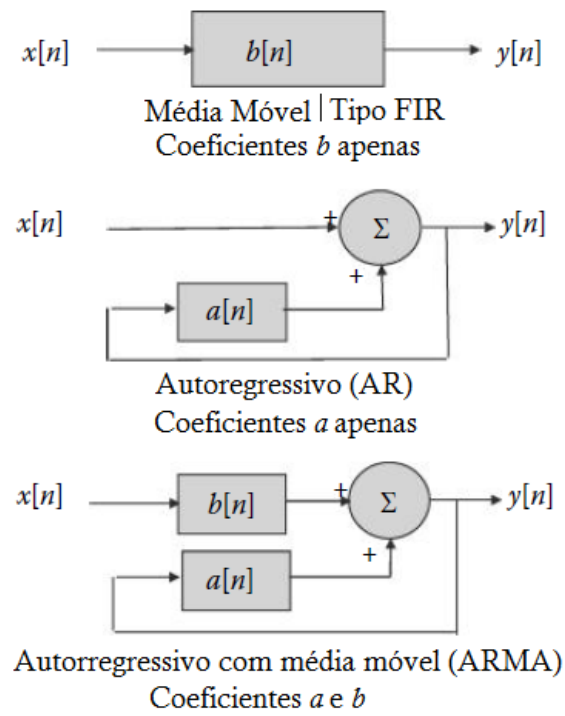 x[n] b[n] y[n]
Média Móvel | Tipo FIR
Coeficientes b apenas
x[n] + Σ y[n]
+
a[n]
Autoregressivo (AR)
Coeficientes a apenas
x[n] b[n] + Σ y[n]
+
a[n]
Autorregressivo com média móvel (ARMA)
Coeficientes a e b